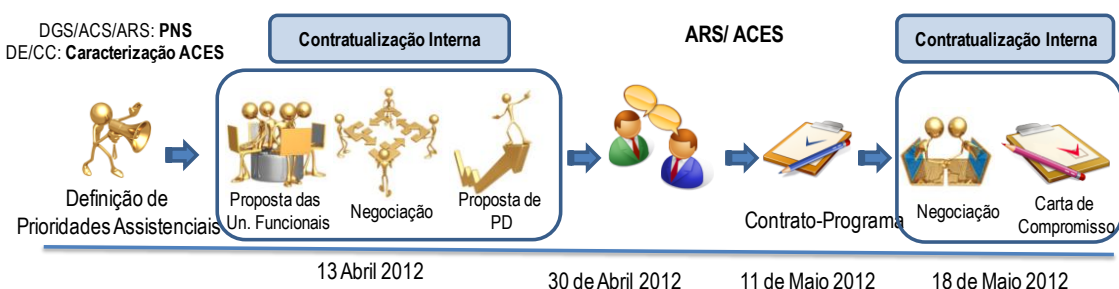 DGS/ACS/ARS: PNS
DE/CC: Caracterização ACES
Contratualização Interna
ARS/ ACES
Contratualização Interna
Definição de
Prioridades Assistenciais
Proposta das
Un. Funcionais
Negociação
Proposta de
PD
Contrato-Programa
Negociação
Carta de
Compromisso
13 Abril 2012
30 de Abril 2012
11 de Maio 2012
18 de Maio 2012